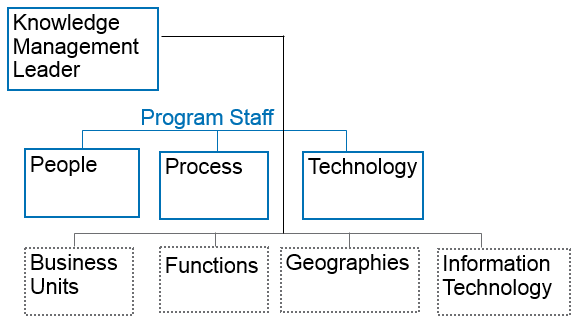 Knowledge
Management
Leader
Program Staff
People
Process
Technology
Business
Units
Functions
Geographies
Information
Technology